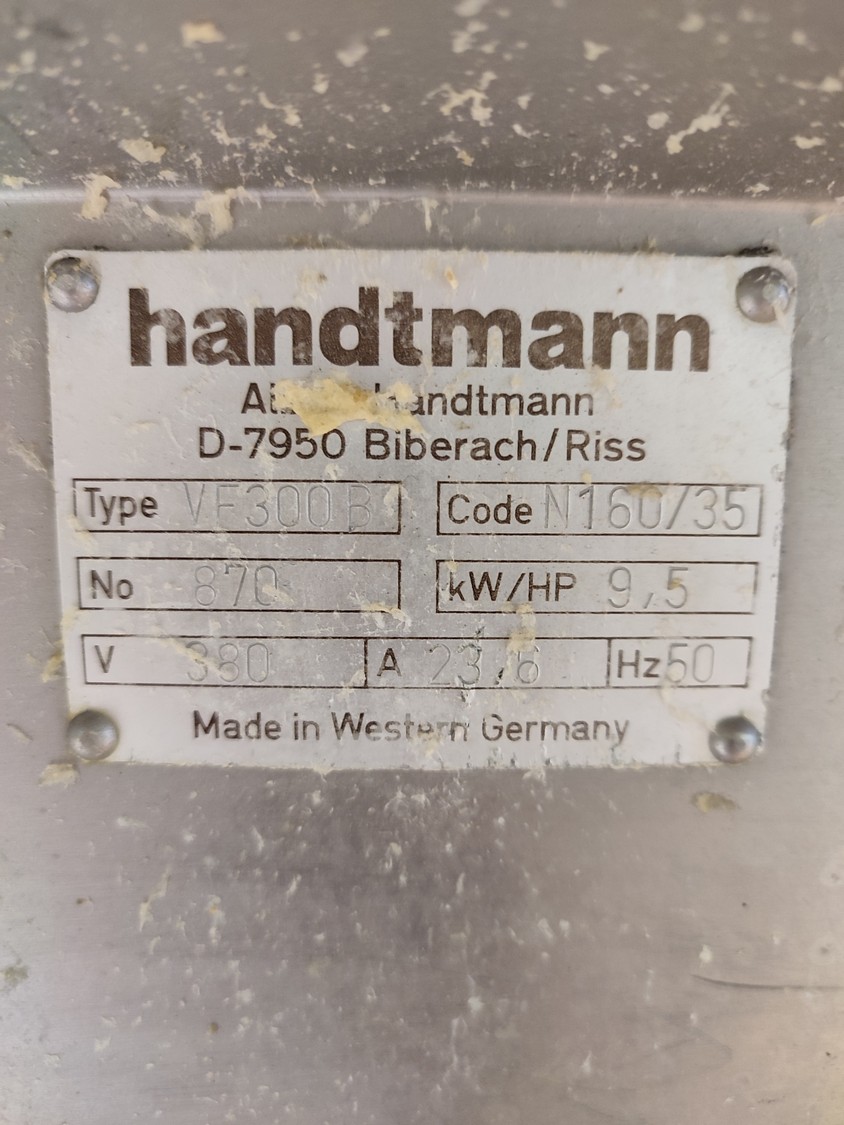 handtmann
Handtmann
D-7950 Biberach/Riss
Type VF300B Code N160/35
No 870 kW/HP 9,5
V 380 A 23,6 Hz 50
Made in Western Germany